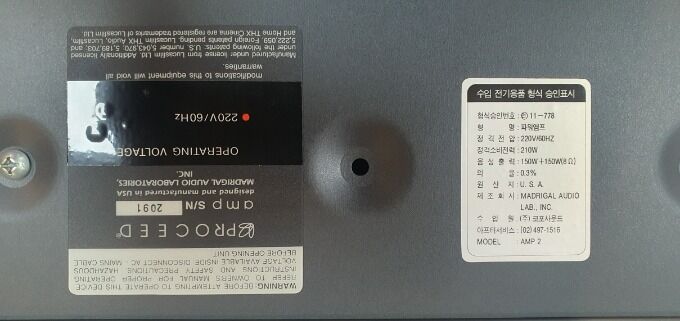 WARNING: BEFORE ATTEMPTING TO OPERATE THIS DEVICE
REFER TO OWNERS MANUAL FOR PROPER OPERATING
INSTRUCTIONS AND SAFETY PRECAUTIONS. HAZARDOUS
VOLTAGE AVAILABLE INSIDE. DISCONNECT AC MAINS CABLE
BEFORE OPENING UNIT
PROCEED®
amp S/N 2091
designed and manufactured in USA
MADRIGAL AUDIO LABORATORIES,
INC.
OPERATING VOLTAGE
220V/60Hz
modifications to this equipment will void all
warranties.
Manufactured under license from Lucasfilm. Additionally licensed
under the following patents: U.S. number 5,043,970; 5,189,703; and
5,222,059. Foreign patents pending. Lucasfilm, THX Audio,
and Home THX Cinema are registered trademarks of Lucasfilm
수입 전기용품 형식 승인표시
형식승인번호 : ⓔ 11-778
형 명 : 파워앰프
정 격 전 압 : 220V/60HZ
정격소비전력 : 210W
음 성 출 력 : 150W+150W(8Ω)
의 율 : 0.3%
원 산 지 : U. S. A.
제 조 회 사 : MADRIGAL AUDIO
LAB., INC.
수 입 원 : (주) 코포사운드
아프터서비스 : (02) 497-1516
MODEL : AMP 2